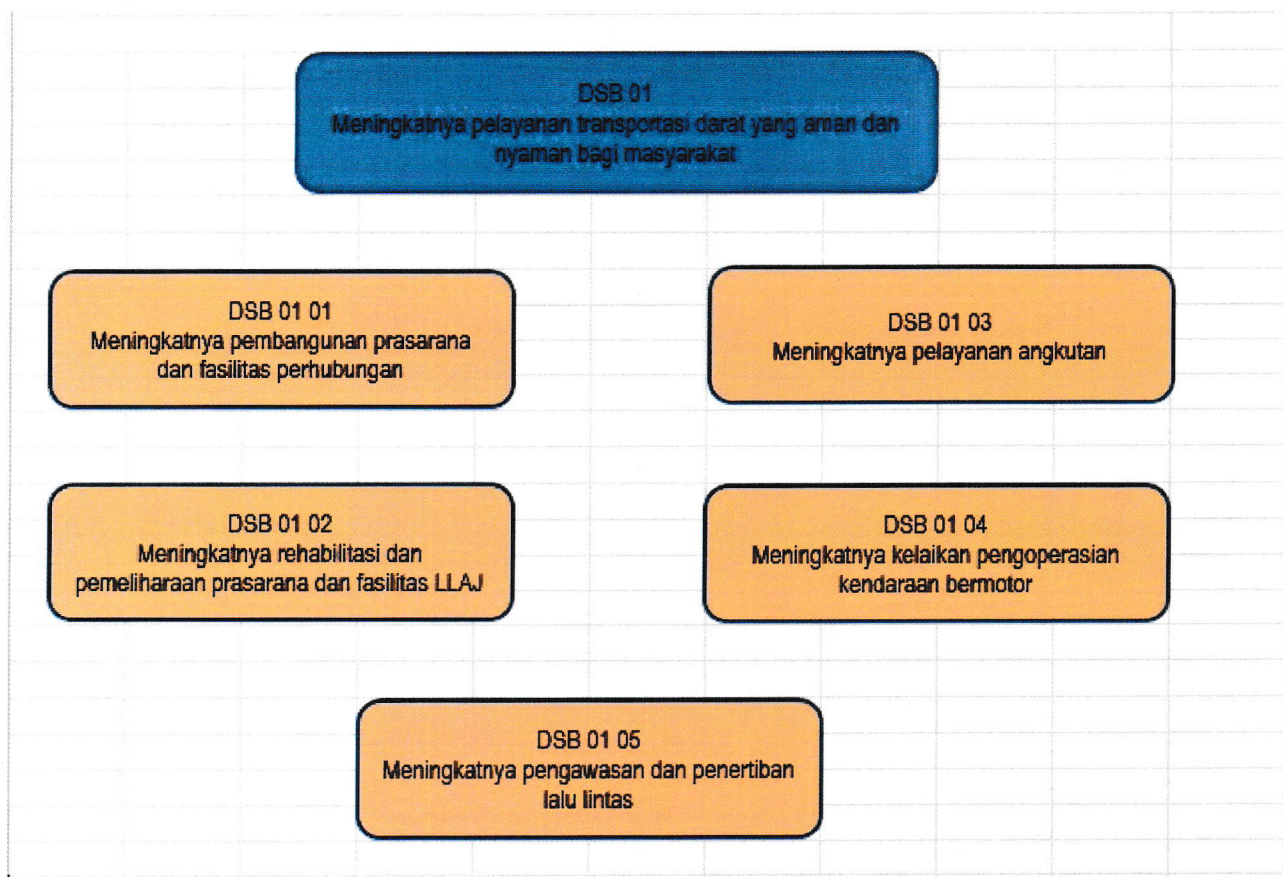 DSB 01
Meningkatnya pelayanan transportasi darat yang aman dan
nyaman bagi masyarakat
DSB 01 01
Meningkatnya pembangunan prasarana
dan fasilitas perhubungan
DSB 01 03
Meningkatnya pelayanan angkutan
DSB 01 02
Meningkatnya rehabilitasi dan
pemeliharaan prasarana dan fasilitas LLAJ
DSB 01 04
Meningkatnya kelaikan pengoperasian
kendaraan bermotor
DSB 01 05
Meningkatnya pengawasan dan penertiban
lalu lintas